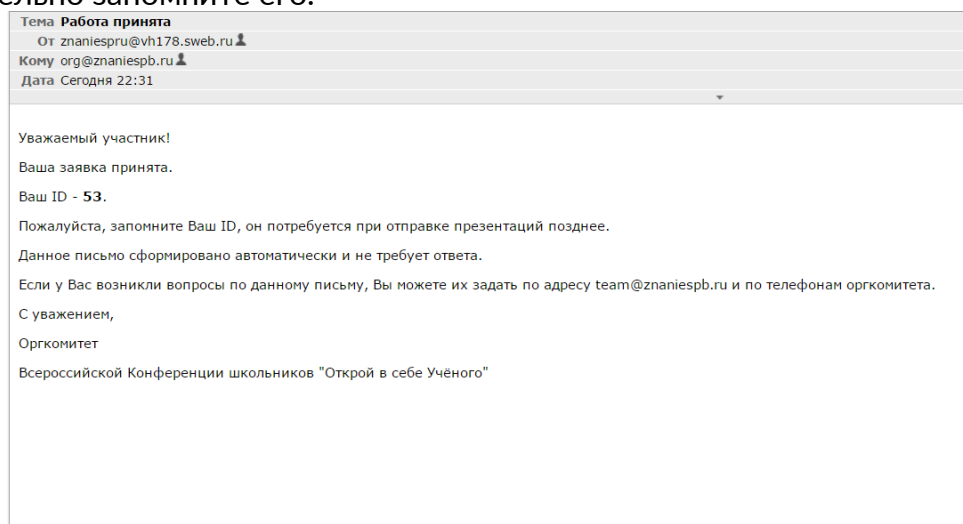 запомните его.
Тема Работа принята
От znaniespru@vh178.sweb.ru
Кому org@znaniespb.ru
Дата Сегодня 22:31
Уважаемый участник!
Ваша заявка принята.
Ваш ID - 53.
Пожалуйста, запомните Ваш ID, он потребуется при отправке презентаций позднее.
Данное письмо сформировано автоматически и не требует ответа.
Если у Вас возникли вопросы по данному письму, Вы можете их задать по адресу team@znaniespb.ru и по телефонам оргкомитета.
С уважением,
Оргкомитет
Всероссийской Конференции школьников "Открой в себе Учёного"